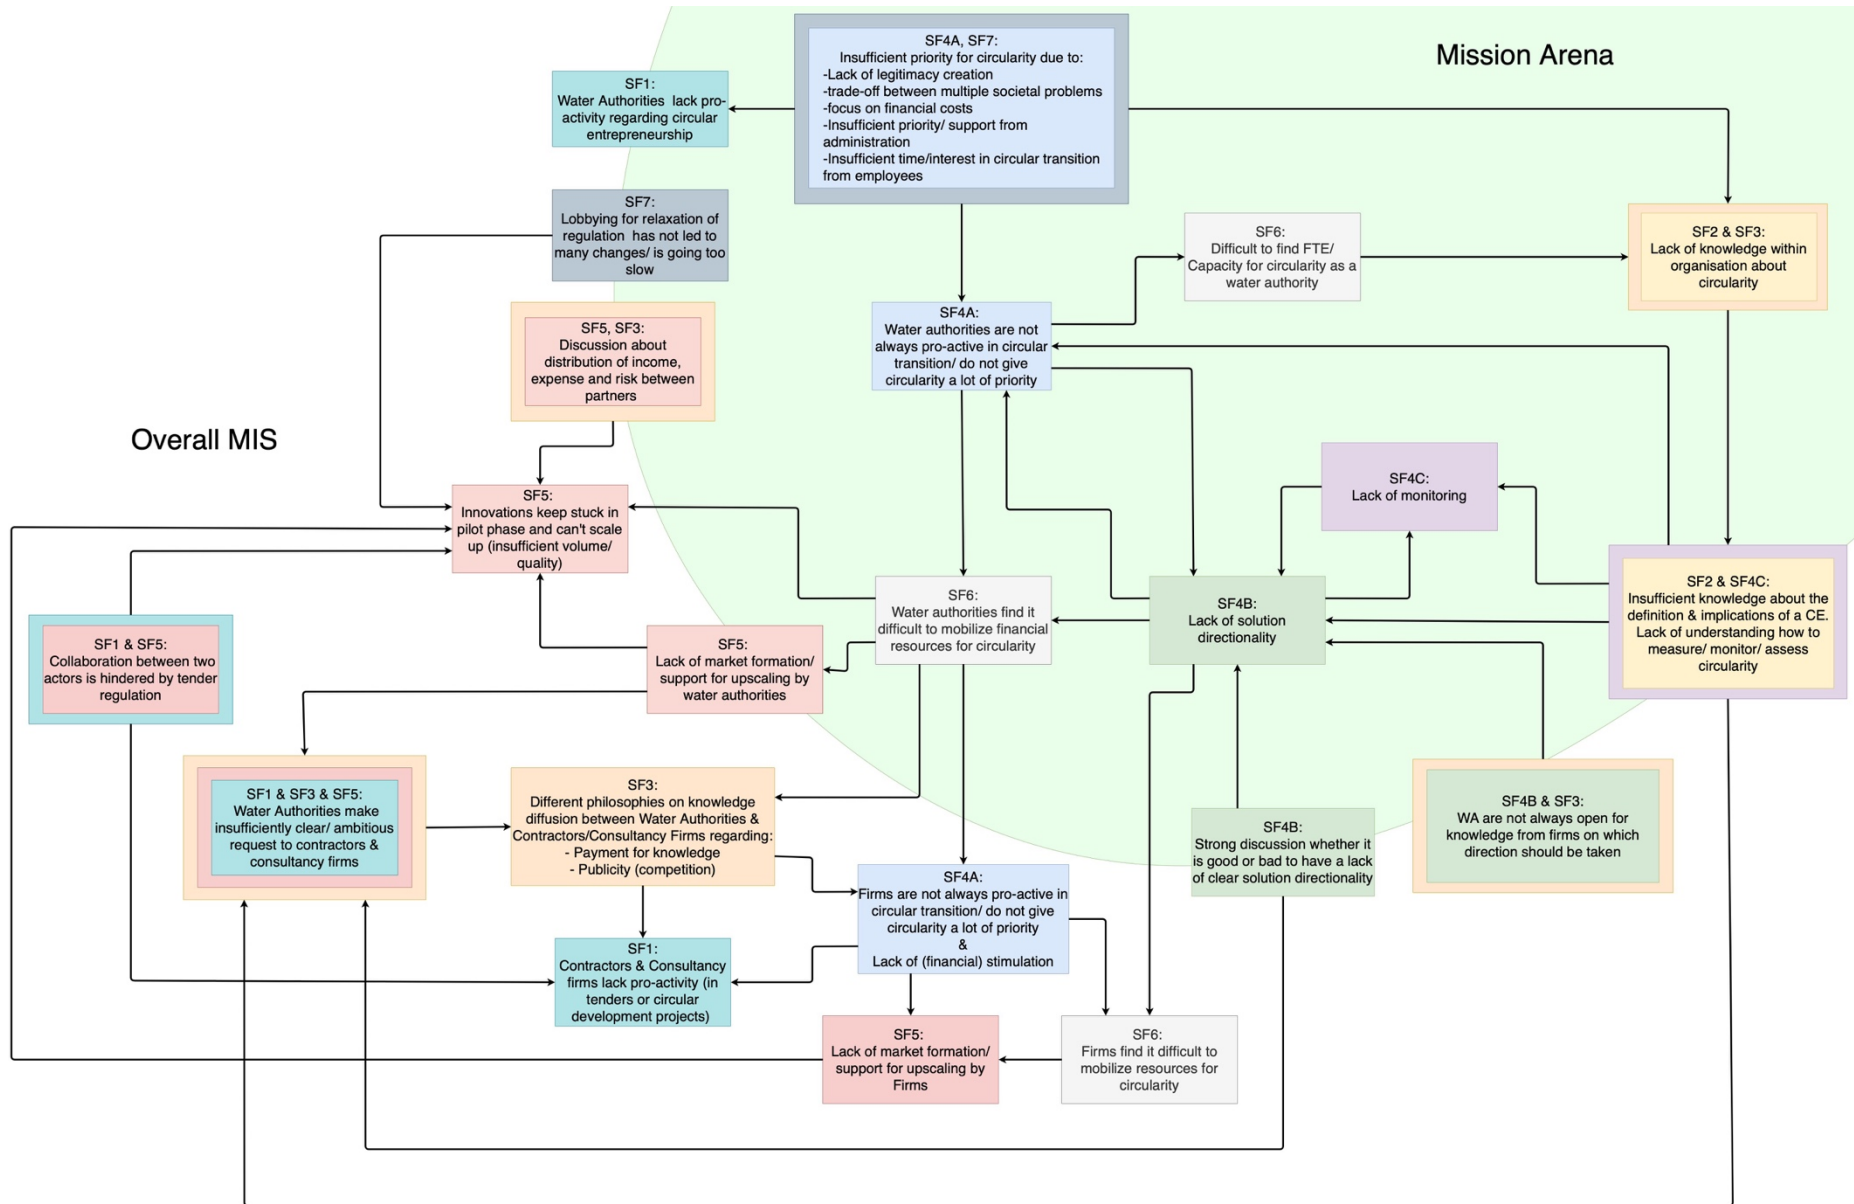 Mission Arena
Overall MIS
SF4A, SF7:
Insufficient priority for circularity due to:
-Lack of legitimacy creation
-trade-off between multiple societal problems
-focus on financial costs
-Insufficient priority/ support from
administration
-Insufficient time/interest in circular transition
from employees
SF1:
Water Authorities lack pro-
activity regarding circular
entrepreneurship
SF7:
Lobbying for relaxation of
regulation has not led to
many changes/ is going too
slow
SF6:
Difficult to find FTE/
Capacity for circularity as a
water authority
SF2 & SF3:
Lack of knowledge within
organisation about
circularity
SF5, SF3:
Discussion about
distribution of income,
expense and risk between
partners
SF4A:
Water authorities are not
always pro-active in circular
transition/ do not give
circularity a lot of priority
SF4C:
Lack of monitoring
SF5:
Innovations keep stuck in
pilot phase and can't scale
up (insufficient volume/
quality)
SF6:
Water authorities find it
difficult to mobilize financial
resources for circularity
SF4B:
Lack of solution
directionality
SF2 & SF4C:
Insufficient knowledge about the
definition & implications of a CE.
Lack of understanding how to
measure/ monitor/ assess
circularity
SF1 & SF5:
Collaboration between two
actors is hindered by tender
regulation
SF5:
Lack of market formation/
support for upscaling by
water authorities
SF1 & SF3 & SF5:
Water Authorities make
insufficiently clear/ ambitious
request to contractors &
consultancy firms
SF3:
Different philosophies on knowledge
diffusion between Water Authorities &
Contractors/Consultancy Firms regarding:
- Payment for knowledge
- Publicity (competition)
SF4B:
Strong discussion whether it
is good or bad to have a lack
of clear solution directionality
SF4B & SF3:
WA are not always open for
knowledge from firms on which
direction should be taken
SF4A:
Firms are not always pro-active in
circular transition/ do not give
circularity a lot of priority
&
Lack of (financial) stimulation
SF1:
Contractors & Consultancy
firms lack pro-activity (in
tenders or circular
development projects)
SF5:
Lack of market formation/
support for upscaling by
Firms
SF6:
Firms find it difficult to
mobilize resources for
circularity